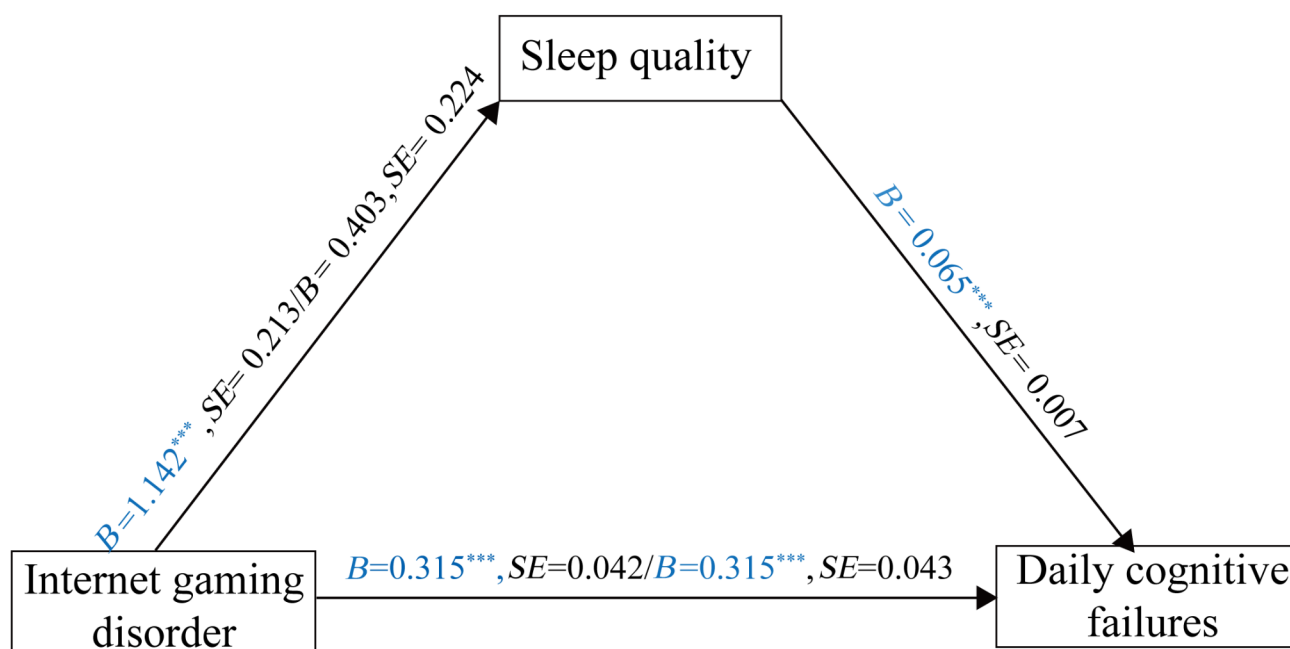 Sleep quality
B=1.142***,SE=0.213/B=0.403,SE=0.224
B=0.065***,SE=0.007
B=0.315***,SE=0.042/B=0.315***,SE=0.043
Internet gaming
disorder
Daily cognitive
failures